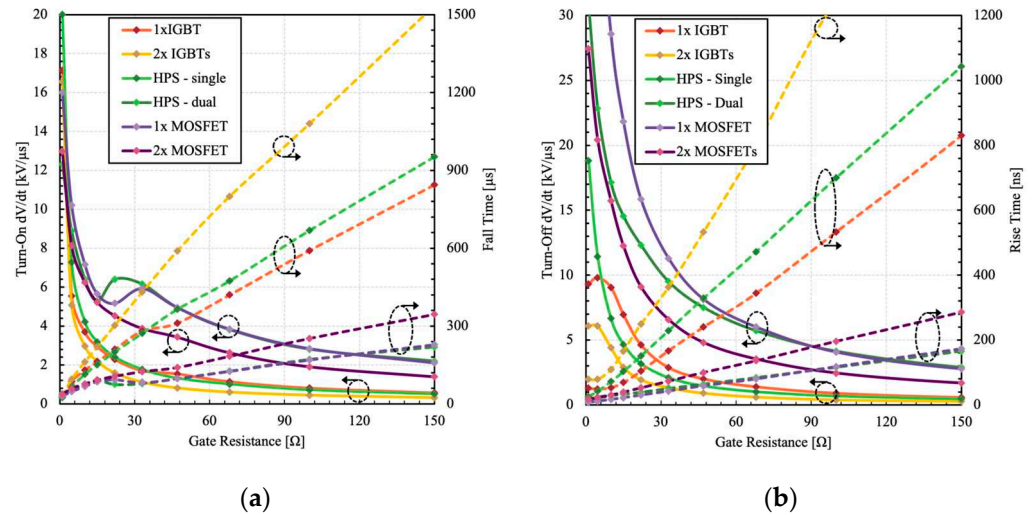 20
18
16
14
12
10
8
6
4
2
0
Turn-On dV/dt [kV/µs]
1xIGBT
2x IGBTs
HPS - single
HPS - dual
1x MOSFET
2x MOSFET
1500
1200
900
600
300
0
Fall Time [µs]
0 30 60 90 120 150
Gate Resistance [Ω]
(a)
30
25
20
15
10
5
0
Turn-Off dV/dt [kV/µs]
1x IGBT
2x IGBTs
HPS - Single
HPS - Dual
1x MOSFET
2x MOSFETs
1200
1000
800
600
400
200
0
Rise Time [ns]
0 30 60 90 120 150
Gate Resistance [Ω]
(b)